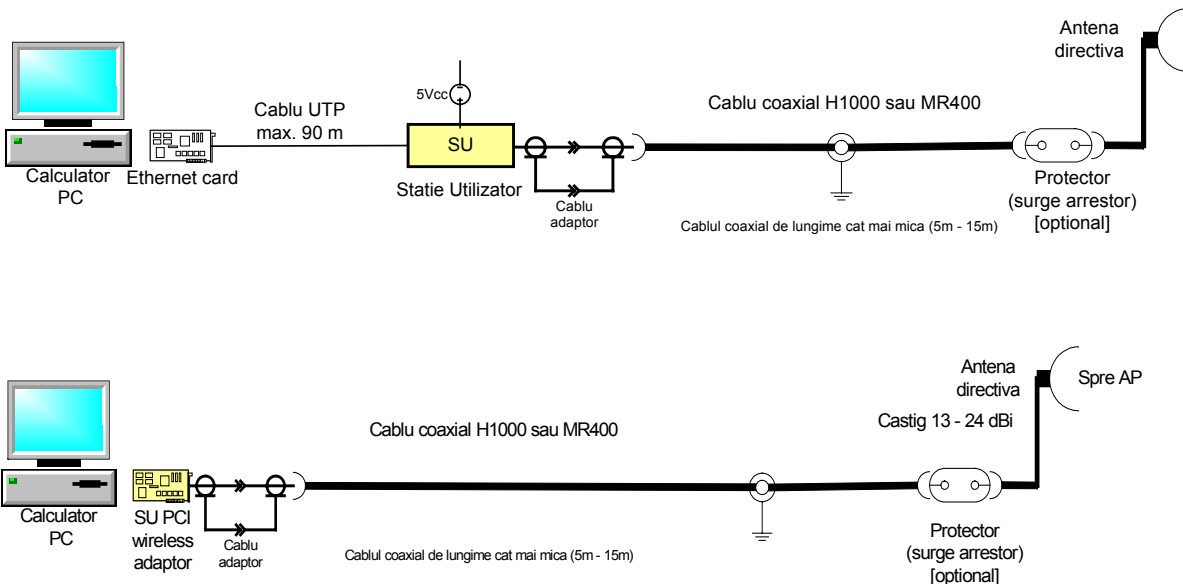 Antena
directiva
5Vcc
Cablu UTP
max. 90 m
Cablu coaxial H1000 sau MR400
SU
Calculator
PC
Ethernet card
Statie Utilizator
Cablu
adaptor
Cablul coaxial de lungime cat mai mica (5m - 15m)
Protector
(surge arrestor)
[optional]
Antena
directiva
Spre AP
Castig 13 - 24 dBi
Cablu coaxial H1000 sau MR400
Calculator
PC
SU PCI
wireless
adaptor
Cablu
adaptor
Cablul coaxial de lungime cat mai mica (5m - 15m)
Protector
(surge arrestor)
[optional]